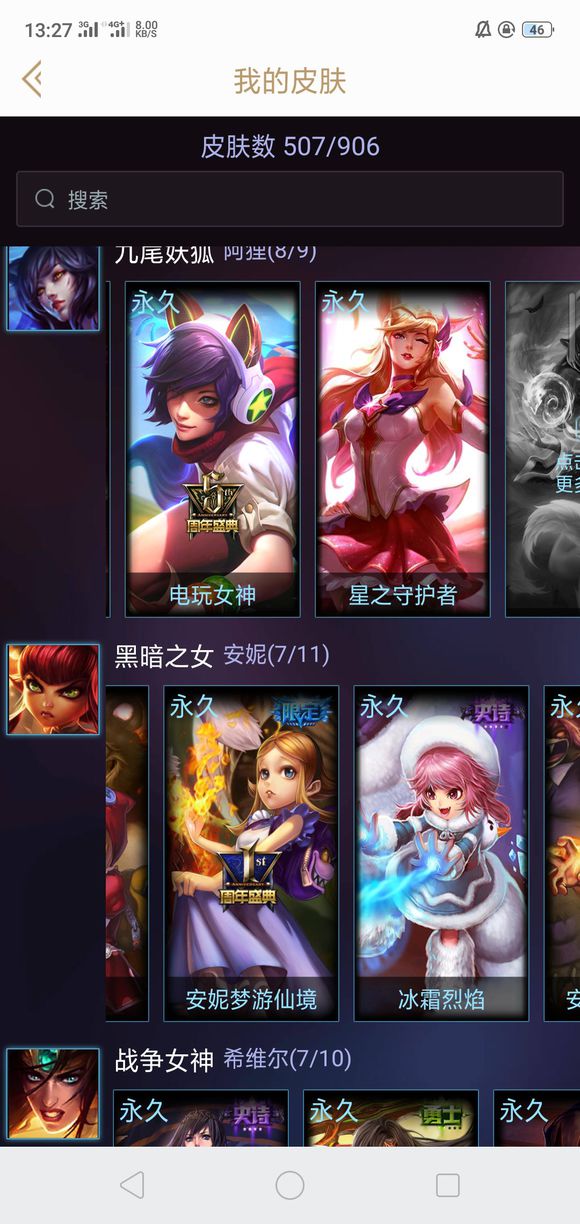 13:27 3G 4G+ 8.00 KB/S 46
我的皮肤
皮肤数 507/906
搜索
九尾妖狐 阿狸(8/9)
永久 永久
点击
更多
5th
ANNIVERSARY
周年盛典
电玩女神 星之守护者
黑暗之女 安妮(7/11)
永久 限定 永久 史诗 永
1st
ANNIVERSARY
周年盛典
安妮梦游仙境 冰霜烈焰 安
战争女神 希维尔(7/10)
永久 史诗 永久 勇士 永久